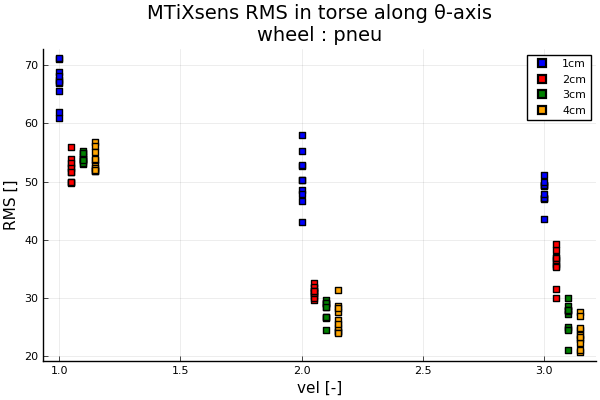 MTiXsens RMS in torse along θ-axis
wheel : pneu
70
60
50
40
30
20
RMS []
1cm
2cm
3cm
4cm
1.0
1.5
2.0
2.5
3.0
vel [-]